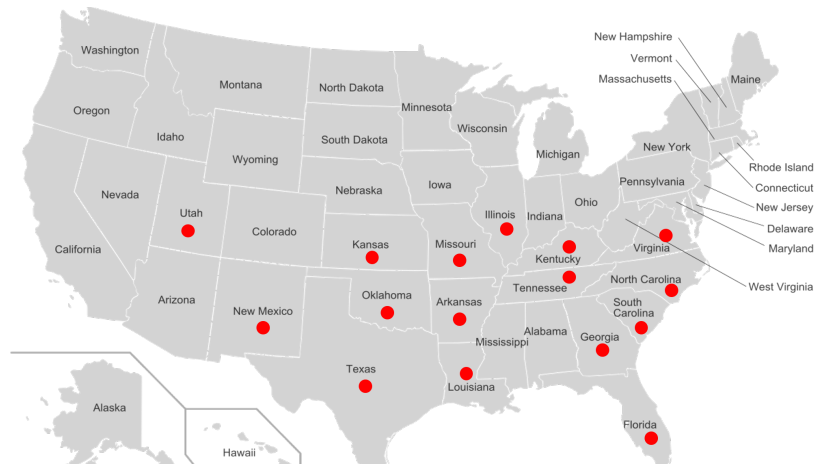 New Hampshire
Vermont
Massachusetts
Washington
Maine
Montana
North Dakota
Minnesota
Oregon
Wisconsin
Idaho
South Dakota
New York
Michigan
Wyoming
Rhode Island
Pennsylvania
Connecticut
Iowa
Nebraska
Nevada
Ohio
New Jersey
Utah
Illinois
Indiana
Delaware
Colorado
Kansas
Missouri
Virginia
Maryland
California
Kentucky
North Carolina
West Virginia
Tennessee
Arizona
Oklahoma
Arkansas
South
Carolina
New Mexico
Alabama
Georgia
Mississippi
Texas
Louisiana
Alaska
Florida
Hawaii